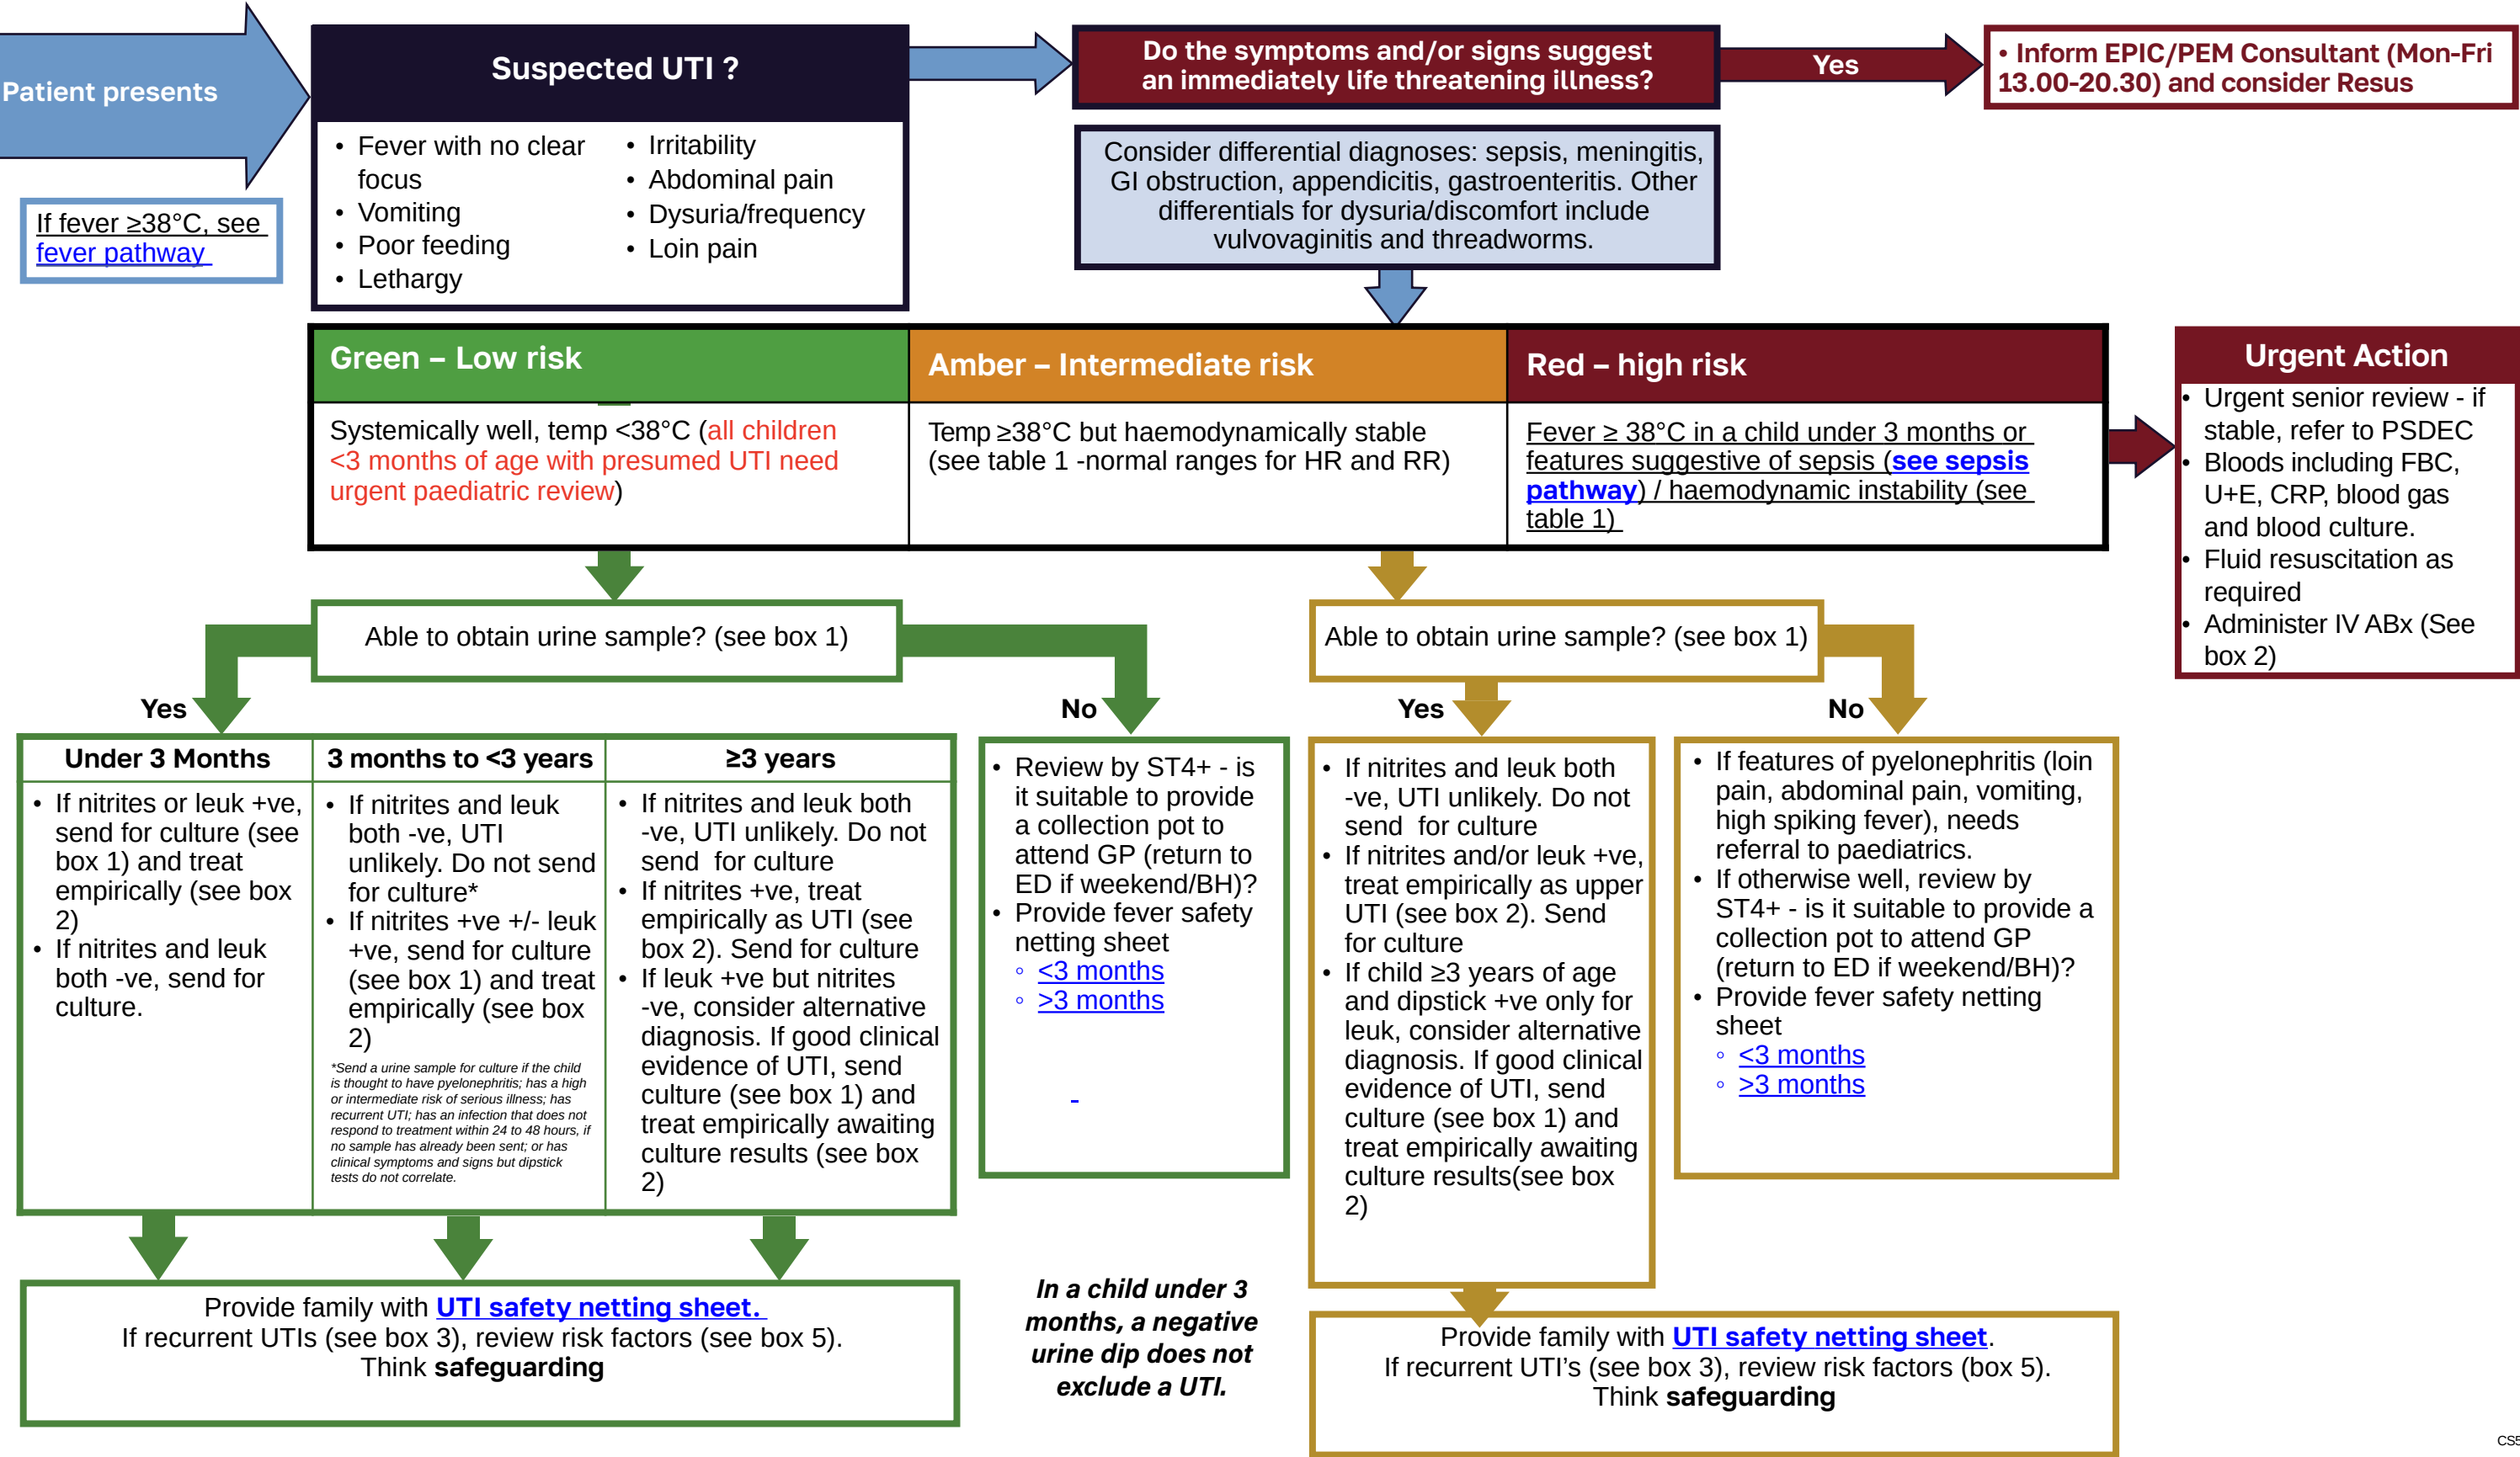 Patient presents
If fever ≥38°C, see
fever pathway
Suspected UTI ?
• Fever with no clear
focus
• Vomiting
• Poor feeding
• Lethargy
• Irritability
• Abdominal pain
• Dysuria/frequency
• Loin pain
Do the symptoms and/or signs suggest
an immediately life threatening illness?
Yes
• Inform EPIC/PEM Consultant (Mon-Fri
13.00-20.30) and consider Resus
Consider differential diagnoses: sepsis, meningitis,
GI obstruction, appendicitis, gastroenteritis. Other
differentials for dysuria/discomfort include
vulvovaginitis and threadworms.
Green – Low risk
Systemically well, temp <38°C (all children
<3 months of age with presumed UTI need
urgent paediatric review)
Amber – Intermediate risk
Temp ≥38°C but haemodynamically stable
(see table 1 -normal ranges for HR and RR)
Red – high risk
Fever ≥ 38°C in a child under 3 months or
features suggestive of sepsis (see sepsis
pathway) / haemodynamic instability (see
table 1)
Urgent Action
• Urgent senior review - if
stable, refer to PSDEC
• Bloods including FBC,
U+E, CRP, blood gas
and blood culture.
• Fluid resuscitation as
required
• Administer IV ABx (See
box 2)
Able to obtain urine sample? (see box 1)
Yes
No
Under 3 Months
• If nitrites or leuk +ve,
send for culture (see
box 1) and treat
empirically (see box
2)
• If nitrites and leuk
both -ve, send for
culture.
3 months to <3 years
• If nitrites and leuk
both -ve, UTI
unlikely. Do not send
for culture*
• If nitrites +ve +/- leuk
+ve, send for culture
(see box 1) and treat
empirically (see box
2)
*Send a urine sample for culture if the child
is thought to have pyelonephritis; has a high
or intermediate risk of serious illness; has
recurrent UTI; has an infection that does not
respond to treatment within 24 to 48 hours, if
no sample has already been sent; or has
clinical symptoms and signs but dipstick
tests do not correlate.
≥3 years
• If nitrites and leuk both
-ve, UTI unlikely. Do not
send for culture
• If nitrites +ve, treat
empirically as UTI (see
box 2). Send for culture
• If leuk +ve but nitrites
-ve, consider alternative
diagnosis. If good clinical
evidence of UTI, send
culture (see box 1) and
treat empirically awaiting
culture results (see box
2)
• Review by ST4+ - is
it suitable to provide
a collection pot to
attend GP (return to
ED if weekend/BH)?
• Provide fever safety
netting sheet
◦ <3 months
◦ >3 months
Able to obtain urine sample? (see box 1)
Yes
No
• If nitrites and leuk both
-ve, UTI unlikely. Do not
send for culture
• If nitrites and/or leuk +ve,
treat empirically as upper
UTI (see box 2). Send
for culture
• If child ≥3 years of age
and dipstick +ve only for
leuk, consider alternative
diagnosis. If good clinical
evidence of UTI, send
culture (see box 1) and
treat empirically awaiting
culture results(see box
2)
• If features of pyelonephritis (loin
pain, abdominal pain, vomiting,
high spiking fever), needs
referral to paediatrics.
• If otherwise well, review by
ST4+ - is it suitable to provide a
collection pot to attend GP
(return to ED if weekend/BH)?
• Provide fever safety netting
sheet
◦ <3 months
◦ >3 months
Provide family with UTI safety netting sheet.
If recurrent UTIs (see box 3), review risk factors (see box 5).
Think safeguarding
In a child under 3
months, a negative
urine dip does not
exclude a UTI.
Provide family with UTI safety netting sheet.
If recurrent UTI’s (see box 3), review risk factors (box 5).
Think safeguarding
CS5